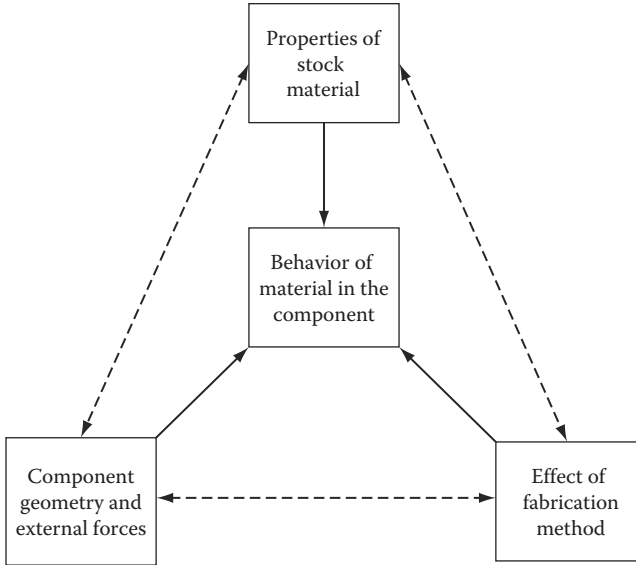 Properties of
stock
material
Behavior of
material in the
component
Component
geometry and
external forces
Effect of
fabrication
method